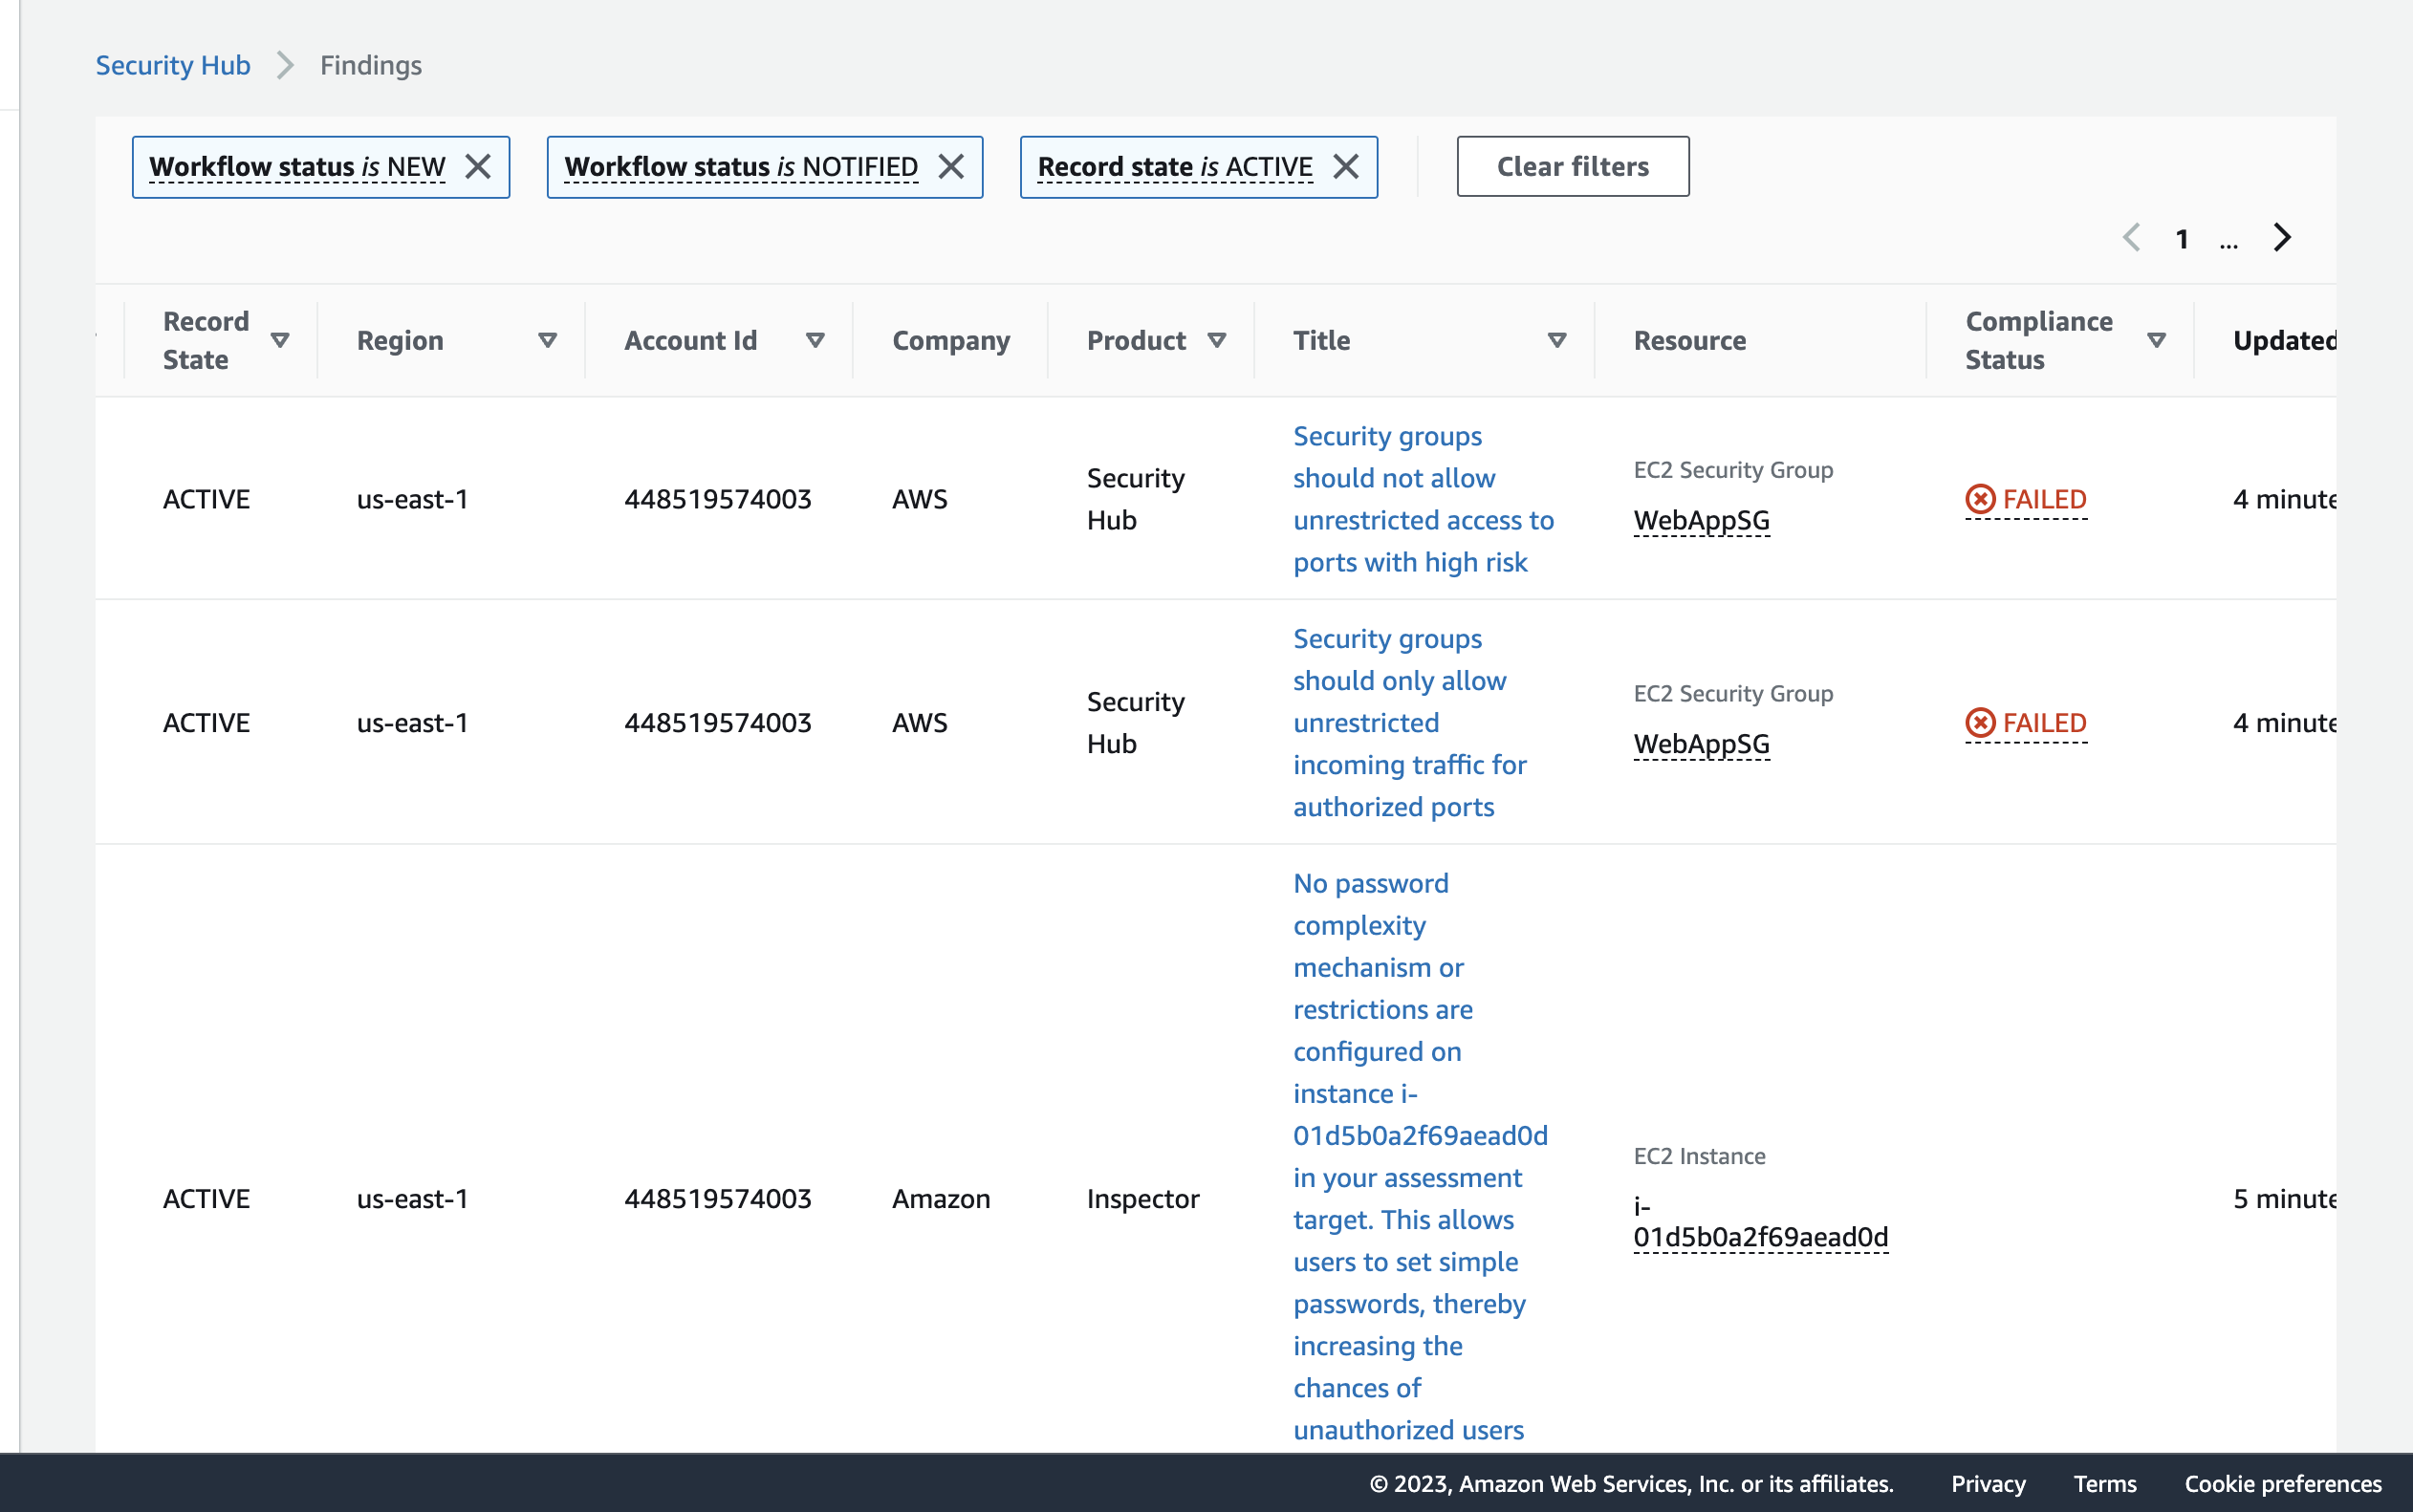 Security Hub > Findings
Workflow status is NEW
Workflow status is NOTIFIED
Record state is ACTIVE
Clear filters
1 ...
Record
State
Region
Account Id
Company
Product
Title
Resource
Compliance
Status
Updated
ACTIVE
us-east-1
448519574003
AWS
Security
Hub
Security groups
should not allow
unrestricted access to
ports with high risk
EC2 Security Group
WebAppSG
FAILED
4 minute
ACTIVE
us-east-1
448519574003
AWS
Security
Hub
Security groups
should only allow
unrestricted
incoming traffic for
authorized ports
EC2 Security Group
WebAppSG
FAILED
4 minute
ACTIVE
us-east-1
448519574003
Amazon
Inspector
No password
complexity
mechanism or
restrictions are
configured on
instance i-
01d5b0a2f69aead0d
in your assessment
target. This allows
users to set simple
passwords, thereby
increasing the
chances of
unauthorized users
EC2 Instance
i-
01d5b0a2f69aead0d
5 minute
© 2023, Amazon Web Services, Inc. or its affiliates.
Privacy
Terms
Cookie preferences